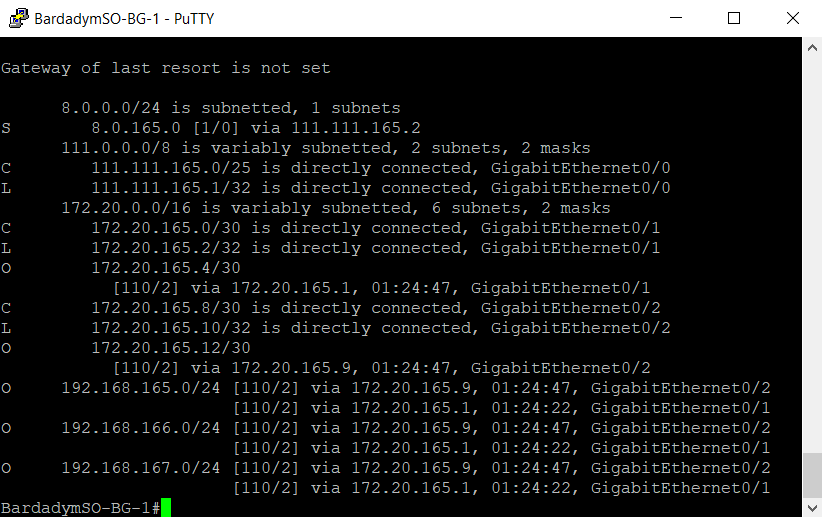 BardadymSO-BG-1 - PuTTY
Gateway of last resort is not set
8.0.0.0/24 is subnetted, 1 subnets
S 8.0.165.0 [1/0] via 111.111.165.2
111.0.0.0/8 is variably subnetted, 2 subnets, 2 masks
C 111.111.165.0/25 is directly connected, GigabitEthernet0/0
L 111.111.165.1/32 is directly connected, GigabitEthernet0/0
172.20.0.0/16 is variably subnetted, 6 subnets, 2 masks
C 172.20.165.0/30 is directly connected, GigabitEthernet0/1
L 172.20.165.2/32 is directly connected, GigabitEthernet0/1
O 172.20.165.4/30
[110/2] via 172.20.165.1, 01:24:47, GigabitEthernet0/1
C 172.20.165.8/30 is directly connected, GigabitEthernet0/2
L 172.20.165.10/32 is directly connected, GigabitEthernet0/2
O 172.20.165.12/30
[110/2] via 172.20.165.9, 01:24:47, GigabitEthernet0/2
O 192.168.165.0/24 [110/2] via 172.20.165.9, 01:24:47, GigabitEthernet0/2
[110/2] via 172.20.165.1, 01:24:22, GigabitEthernet0/1
O 192.168.166.0/24 [110/2] via 172.20.165.9, 01:24:47, GigabitEthernet0/2
[110/2] via 172.20.165.1, 01:24:22, GigabitEthernet0/1
O 192.168.167.0/24 [110/2] via 172.20.165.9, 01:24:47, GigabitEthernet0/2
[110/2] via 172.20.165.1, 01:24:22, GigabitEthernet0/1
BardadymSO-BG-1#